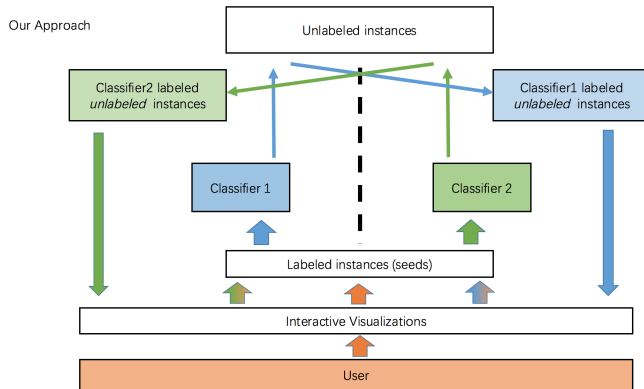 Our Approach
Unlabeled instances
Classifier2 labeled
unlabeled instances
Classifier1 labeled
unlabeled instances
Classifier 1
Classifier 2
Labeled instances (seeds)
Interactive Visualizations
User